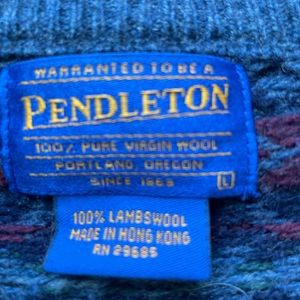 WARRANTED TO BE A
PENDLETON
100% PURE VIRGIN WOOL
PORTLAND, OREGON
SINCE 1863
L
100% LAMBSWOOL
MADE IN HONG KONG
RN 29685